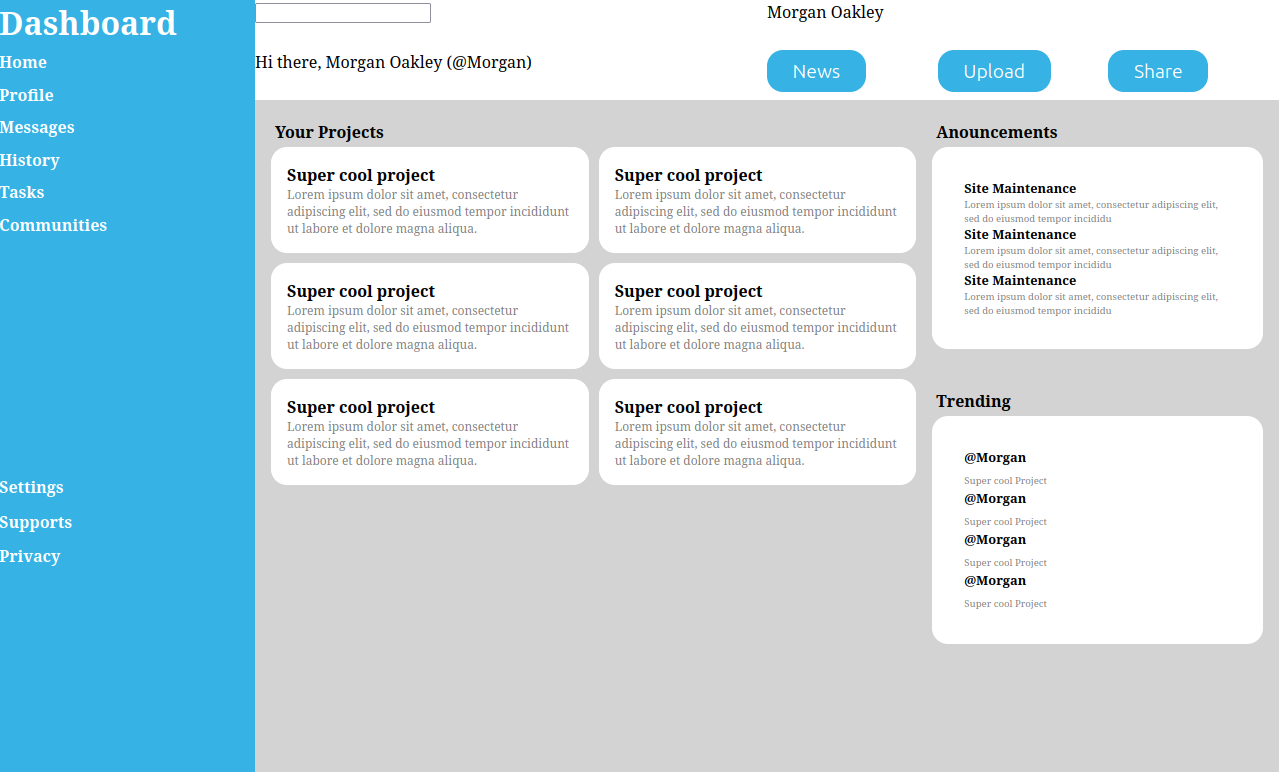 Dashboard
Home
Profile
Messages
History
Tasks
Communities
Settings
Supports
Privacy
Morgan Oakley
Hi there, Morgan Oakley (@Morgan)
News
Upload
Share
Your Projects
Super cool project
Lorem ipsum dolor sit amet, consectetur
adipiscing elit, sed do eiusmod tempor incididunt
ut labore et dolore magna aliqua.
Super cool project
Lorem ipsum dolor sit amet, consectetur
adipiscing elit, sed do eiusmod tempor incididunt
ut labore et dolore magna aliqua.
Super cool project
Lorem ipsum dolor sit amet, consectetur
adipiscing elit, sed do eiusmod tempor incididunt
ut labore et dolore magna aliqua.
Super cool project
Lorem ipsum dolor sit amet, consectetur
adipiscing elit, sed do eiusmod tempor incididunt
ut labore et dolore magna aliqua.
Super cool project
Lorem ipsum dolor sit amet, consectetur
adipiscing elit, sed do eiusmod tempor incididunt
ut labore et dolore magna aliqua.
Super cool project
Lorem ipsum dolor sit amet, consectetur
adipiscing elit, sed do eiusmod tempor incididunt
ut labore et dolore magna aliqua.
Anouncements
Site Maintenance
Lorem ipsum dolor sit amet, consectetur adipiscing elit,
sed do eiusmod tempor incididu
Site Maintenance
Lorem ipsum dolor sit amet, consectetur adipiscing elit,
sed do eiusmod tempor incididu
Site Maintenance
Lorem ipsum dolor sit amet, consectetur adipiscing elit,
sed do eiusmod tempor incididu
Trending
@Morgan
Super cool Project
@Morgan
Super cool Project
@Morgan
Super cool Project
@Morgan
Super cool Project